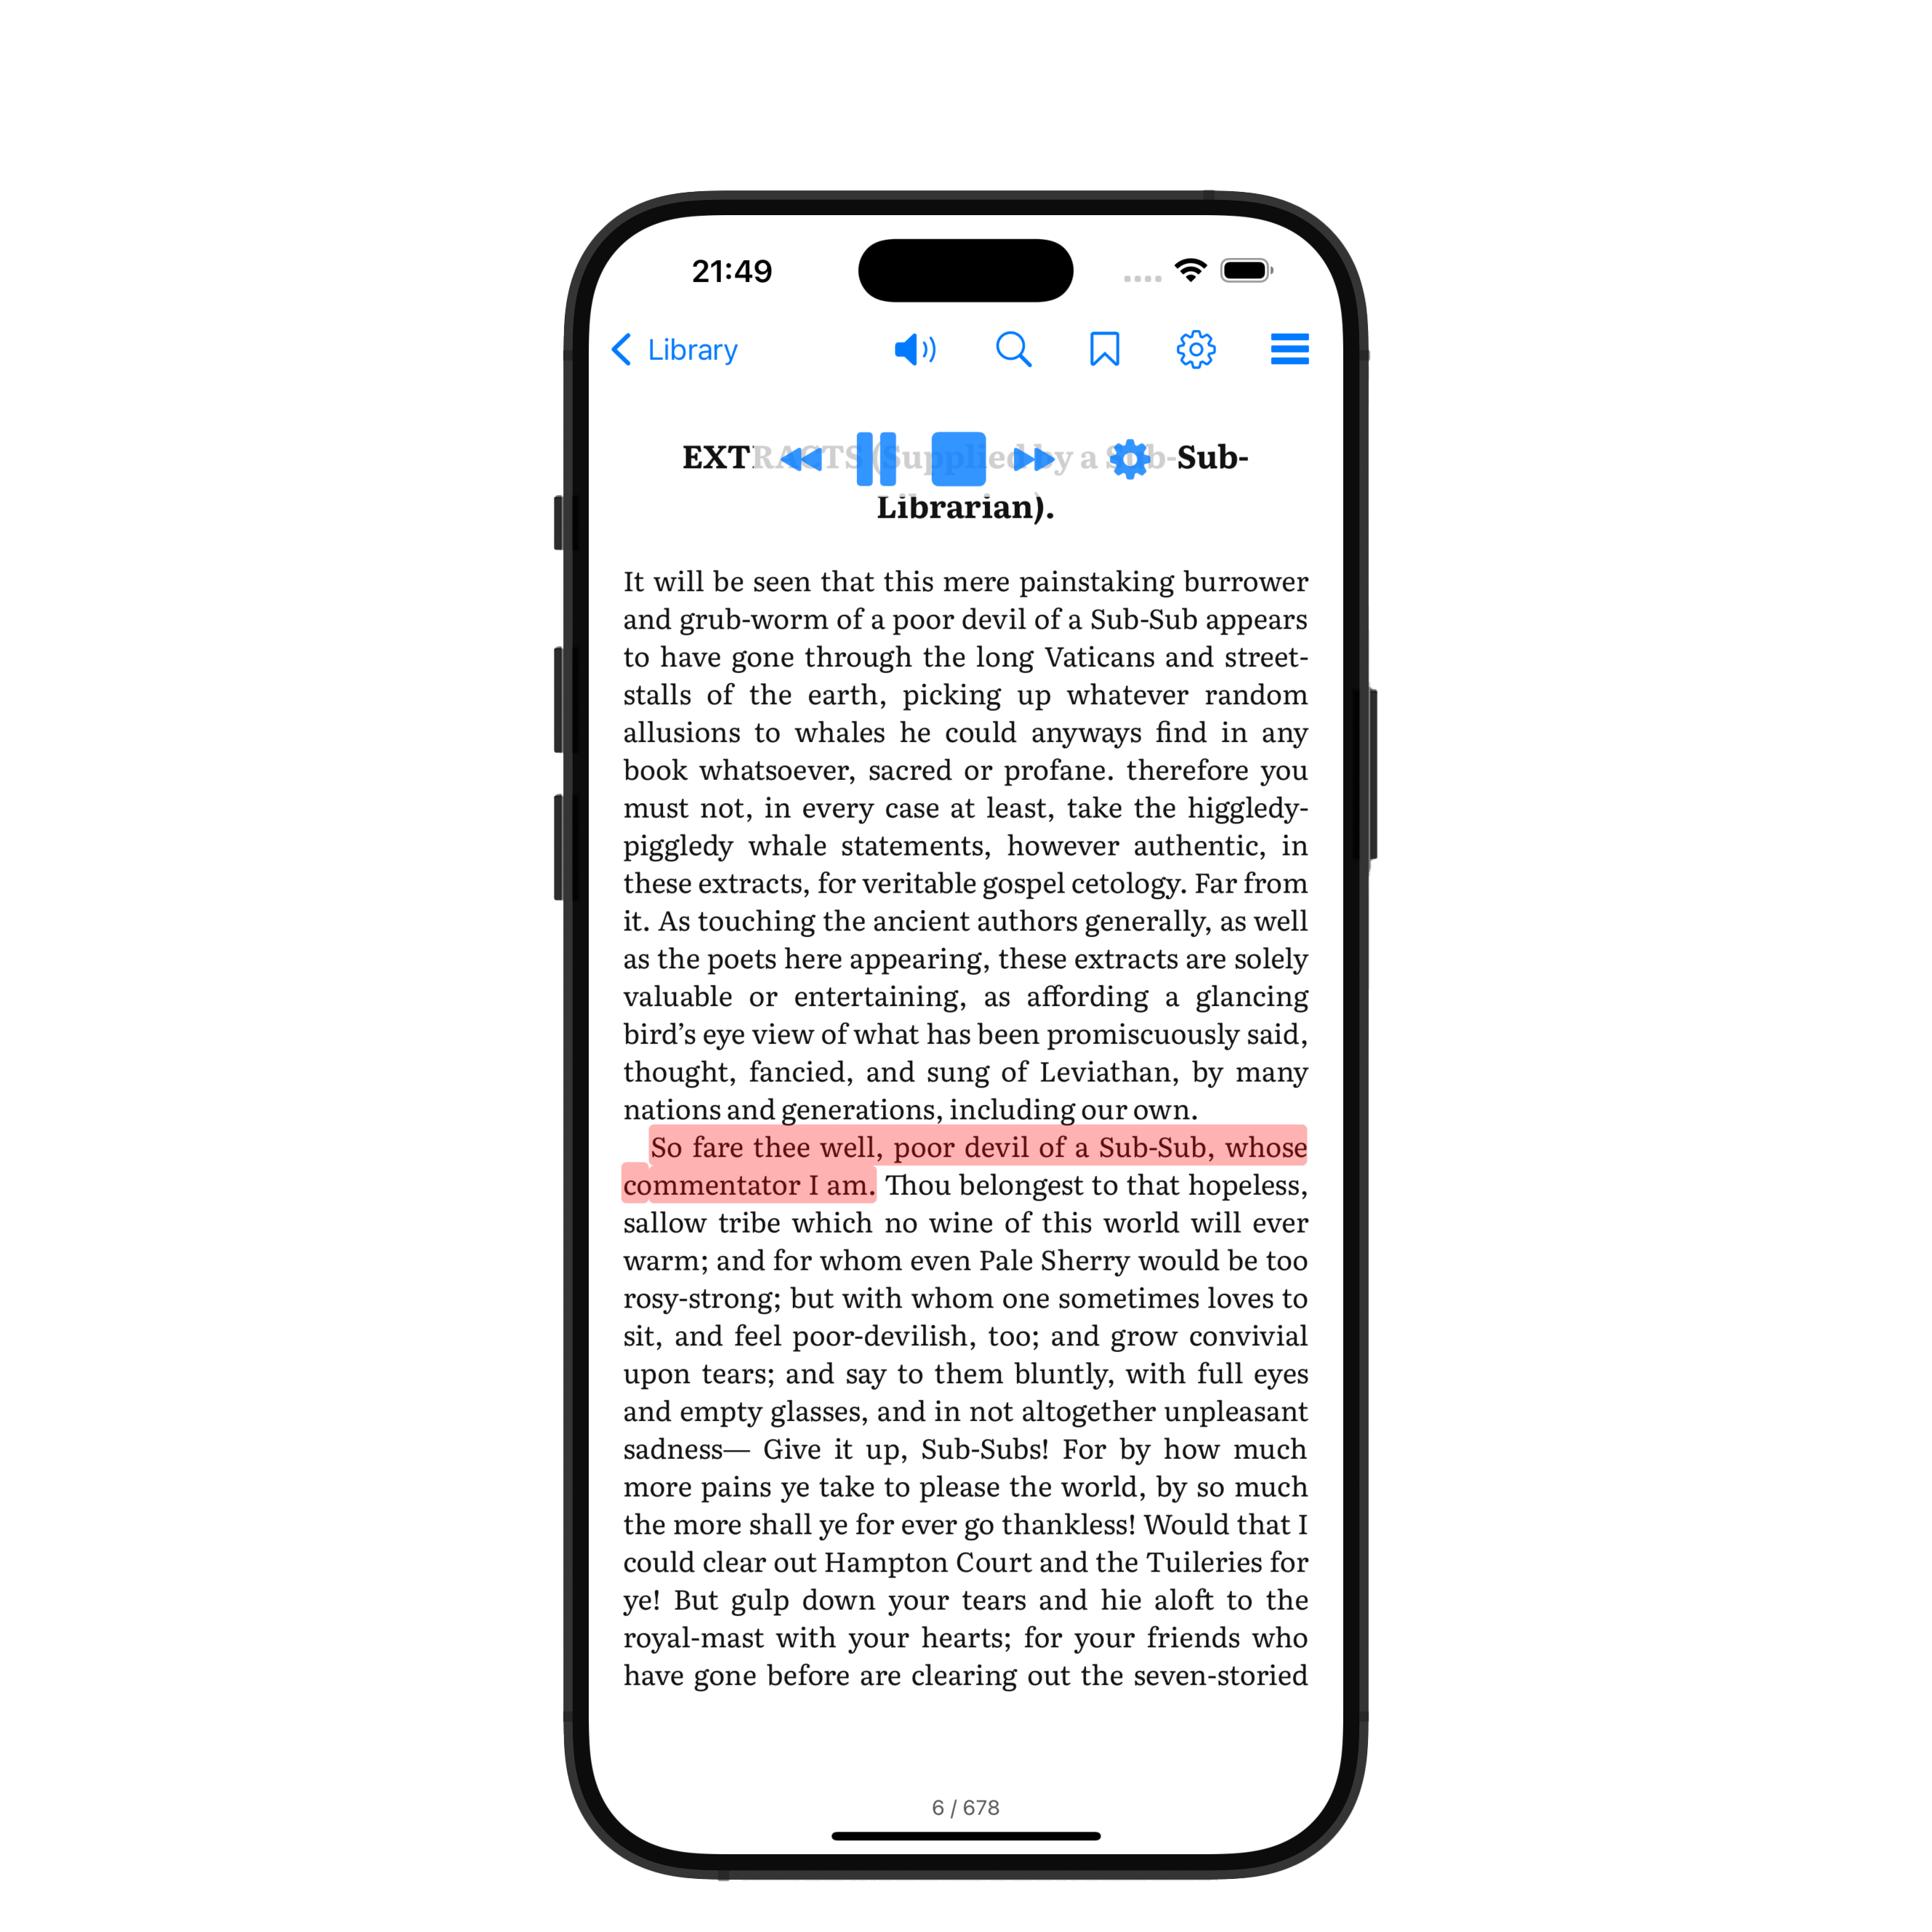 21:49
Library
EXTRACTS (Supplied by a Sub-Sub-
Librarian).
It will be seen that this mere painstaking burrower
and grub-worm of a poor devil of a Sub-Sub appears
to have gone through the long Vaticans and street-
stalls of the earth, picking up whatever random
allusions to whales he could anyways find in any
book whatsoever, sacred or profane. therefore you
must not, in every case at least, take the higgledy-
piggledy whale statements, however authentic, in
these extracts, for veritable gospel cetology. Far from
it. As touching the ancient authors generally, as well
as the poets here appearing, these extracts are solely
valuable or entertaining, as affording a glancing
bird’s eye view of what has been promiscuously said,
thought, fancied, and sung of Leviathan, by many
nations and generations, including our own.
So fare thee well, poor devil of a Sub-Sub, whose
commentator I am. Thou belongest to that hopeless,
sallow tribe which no wine of this world will ever
warm; and for whom even Pale Sherry would be too
rosy-strong; but with whom one sometimes loves to
sit, and feel poor-devilish, too; and grow convivial
upon tears; and say to them bluntly, with full eyes
and empty glasses, and in not altogether unpleasant
sadness— Give it up, Sub-Subs! For by how much
more pains ye take to please the world, by so much
the more shall ye for ever go thankless! Would that I
could clear out Hampton Court and the Tuileries for
ye! But gulp down your tears and hie aloft to the
royal-mast with your hearts; for your friends who
have gone before are clearing out the seven-storied
6 / 678